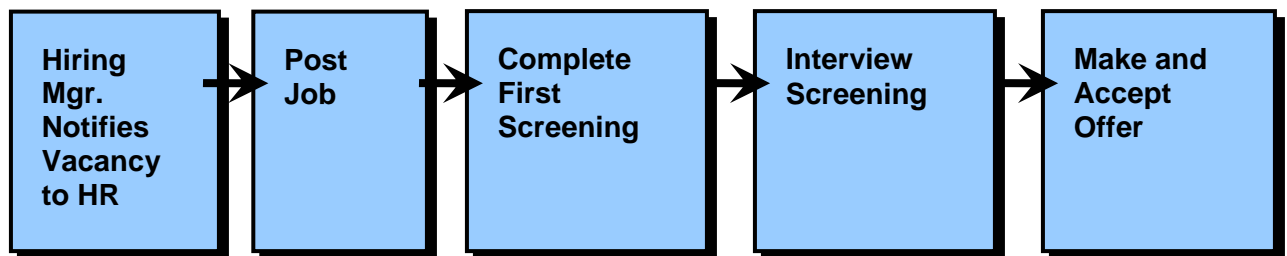 Hiring
Mgr.
Notifies
Vacancy
to HR
Post
Job
Complete
First
Screening
Interview
Screening
Make and
Accept
Offer